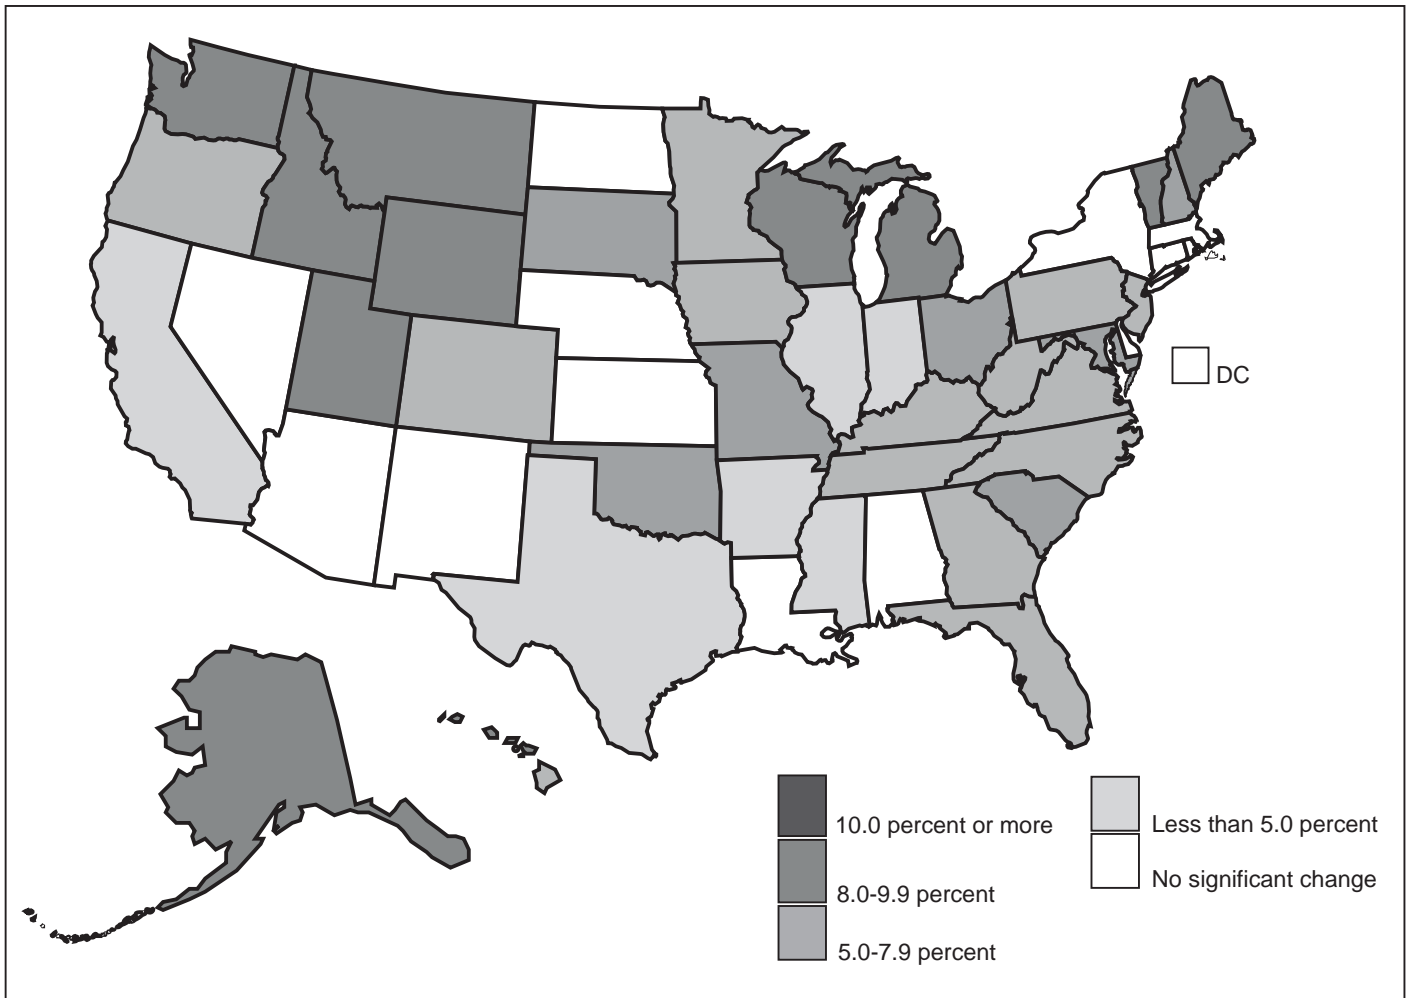 DC
10.0 percent or more
8.0-9.9 percent
5.0-7.9 percent
Less than 5.0 percent
No significant change